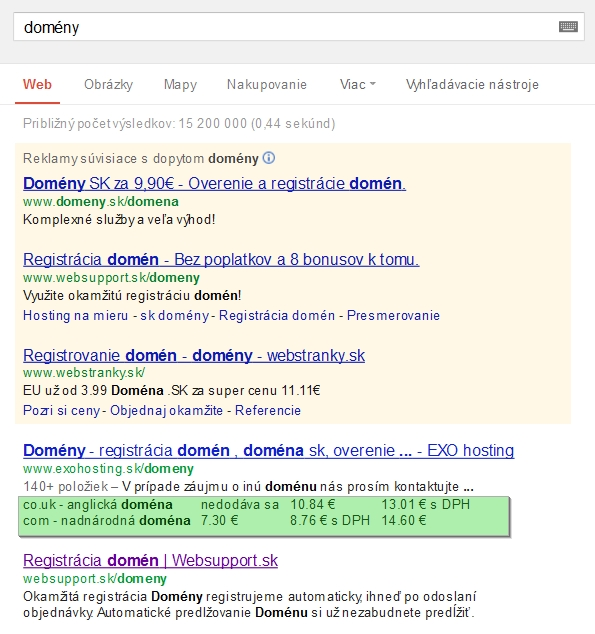 domény
Web Obrázky Mapy Nakupovanie Viac Vyhľadávacie nástroje
Približný počet výsledkov: 15 200 000 (0,44 sekúnd)
Reklamy súvisiace s dopytom domény
Domény SK za 9,90€ - Overenie a registrácie domén.
www.domeny.sk/domena
Komplexné služby a veľa výhod!
Registrácia domén - Bez poplatkov a 8 bonusov k tomu.
www.websupport.sk/domeny
Využite okamžitú registráciu domén!
Hosting na mieru - sk domény - Registrácia domén - Presmerovanie
Registrovanie domén - domény - webstranky.sk
www.webstranky.sk/
EU už od 3.99 Doména .SK za super cenu 11.11€
Pozri si ceny - Objednaj okamžite - Referencie
Domény - registrácia domén , doména sk, overenie ... - EXO hosting
www.exohosting.sk/domeny
140+ položiek – V prípade záujmu o inú doménu nás prosím kontaktujte ...
co.uk - anglická doména nedodáva sa 10.84 € 13.01 € s DPH
com - nadnárodná doména 7.30 € 8.76 € s DPH 14.60 €
Registrácia domén | Websupport.sk
websupport.sk/domeny
Okamžitá registrácia Domény registrujeme automaticky, ihneď po odoslaní
objednávky. Automatické predlžovanie Doménu si už nezabudnete predĺžiť.